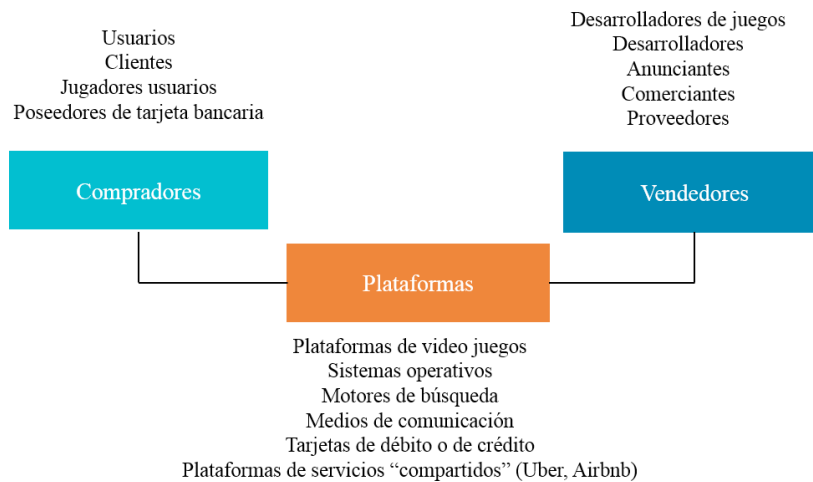 Usuarios
Clientes
Jugadores usuarios
Poseedores de tarjeta bancaria
Compradores
Desarrolladores de juegos
Desarrolladores
Anunciantes
Comerciantes
Proveedores
Vendedores
Plataformas
Plataformas de video juegos
Sistemas operativos
Motores de búsqueda
Medios de comunicación
Tarjetas de débito o de crédito
Plataformas de servicios “compartidos” (Uber, Airbnb)